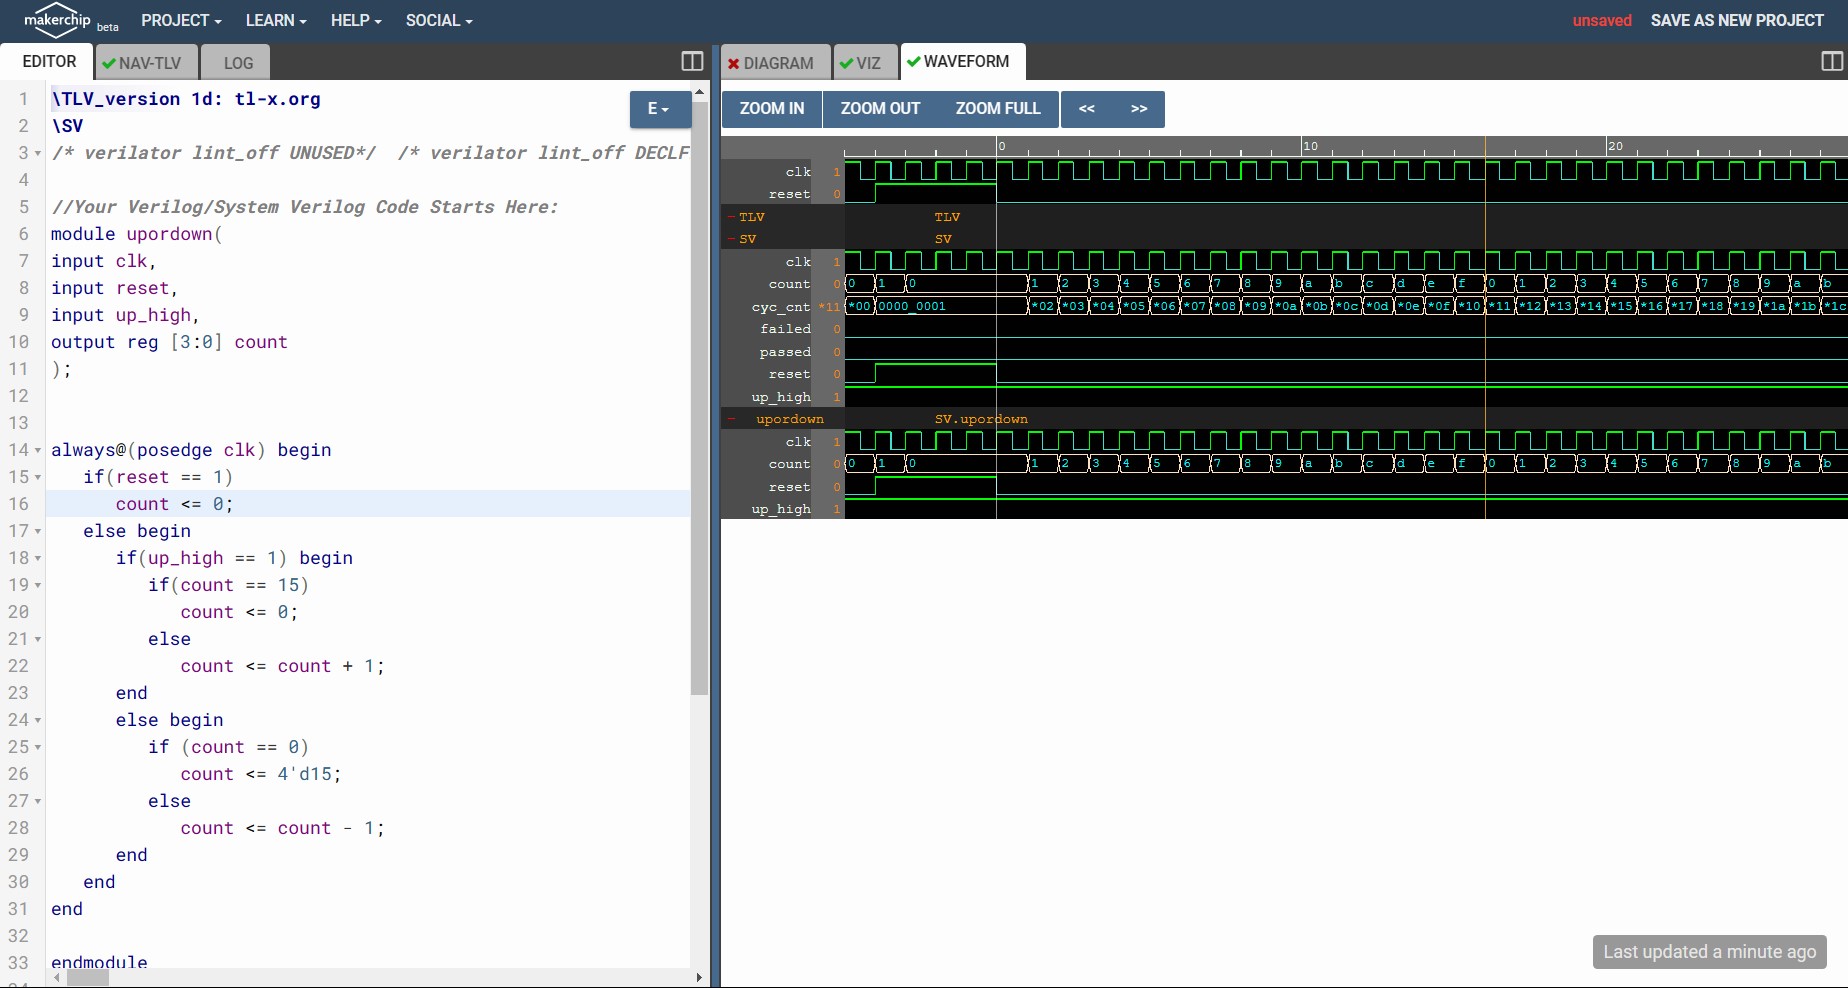 makerchip beta PROJECT LEARN HELP SOCIAL unsaved SAVE AS NEW PROJECT
EDITOR NAV-TLV LOG
1 \TLV_version 1d: tl-x.org
2 \SV
3 /* verilator lint_off UNUSED*/ /* verilator lint_off DECLF
4
5 //Your Verilog/System Verilog Code Starts Here:
6 module upordown(
7 input clk,
8 input reset,
9 input up_high,
10 output reg [3:0] count
11 );
12
13
14 always@(posedge clk) begin
15 if(reset == 1)
16 count <= 0;
17 else begin
18 if(up_high == 1) begin
19 if(count == 15)
20 count <= 0;
21 else
22 count <= count + 1;
23 end
24 else begin
25 if (count == 0)
26 count <= 4'd15;
27 else
28 count <= count - 1;
29 end
30 end
31 end
32
33 endmodule
E
DIAGRAM VIZ WAVEFORM
ZOOM IN ZOOM OUT ZOOM FULL << >>
0 10 20
clk 1
reset 0
- TLV TLV
- SV SV
clk 1
count 0 0 1 0 1 2 3 4 5 6 7 8 9 a b c d e f 0 1 2 3 4 5 6 7 8 9 a b
cyc_cnt *11 *00 0000_0001 *02 *03 *04 *05 *06 *07 *08 *09 *0a *0b *0c *0d *0e *0f *10 *11 *12 *13 *14 *15 *16 *17 *18 *19 *1a *1b *1c
failed 0
passed 0
reset 0
up_high 1
- upordown SV.upordown
clk 1
count 0 0 1 0 1 2 3 4 5 6 7 8 9 a b c d e f 0 1 2 3 4 5 6 7 8 9 a b
reset 0
up_high 1
Last updated a minute ago